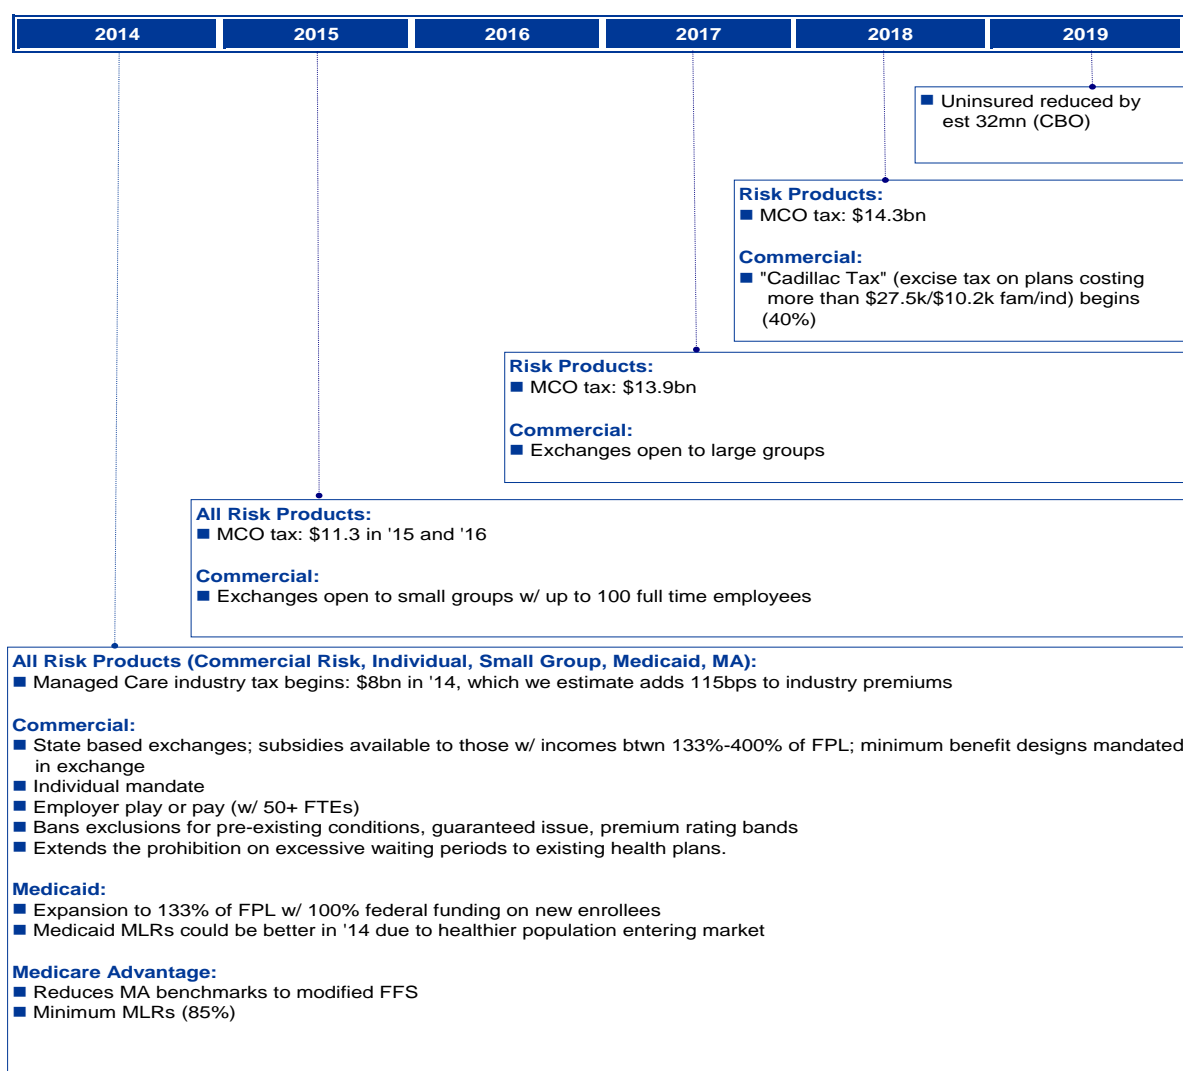 2014 2015 2016 2017 2018 2019
■ Uninsured reduced by
est 32mn (CBO)
Risk Products:
■ MCO tax: $14.3bn
Commercial:
■ "Cadillac Tax" (excise tax on plans costing
more than $27.5k/$10.2k fam/ind) begins
(40%)
Risk Products:
■ MCO tax: $13.9bn
Commercial:
■ Exchanges open to large groups
All Risk Products:
■ MCO tax: $11.3 in '15 and '16
Commercial:
■ Exchanges open to small groups w/ up to 100 full time employees
All Risk Products (Commercial Risk, Individual, Small Group, Medicaid, MA):
■ Managed Care industry tax begins: $8bn in '14, which we estimate adds 115bps to industry premiums
Commercial:
■ State based exchanges; subsidies available to those w/ incomes btwn 133%-400% of FPL; minimum benefit designs mandated
in exchange
■ Individual mandate
■ Employer play or pay (w/ 50+ FTEs)
■ Bans exclusions for pre-existing conditions, guaranteed issue, premium rating bands
■ Extends the prohibition on excessive waiting periods to existing health plans.
Medicaid:
■ Expansion to 133% of FPL w/ 100% federal funding on new enrollees
■ Medicaid MLRs could be better in '14 due to healthier population entering market
Medicare Advantage:
■ Reduces MA benchmarks to modified FFS
■ Minimum MLRs (85%)